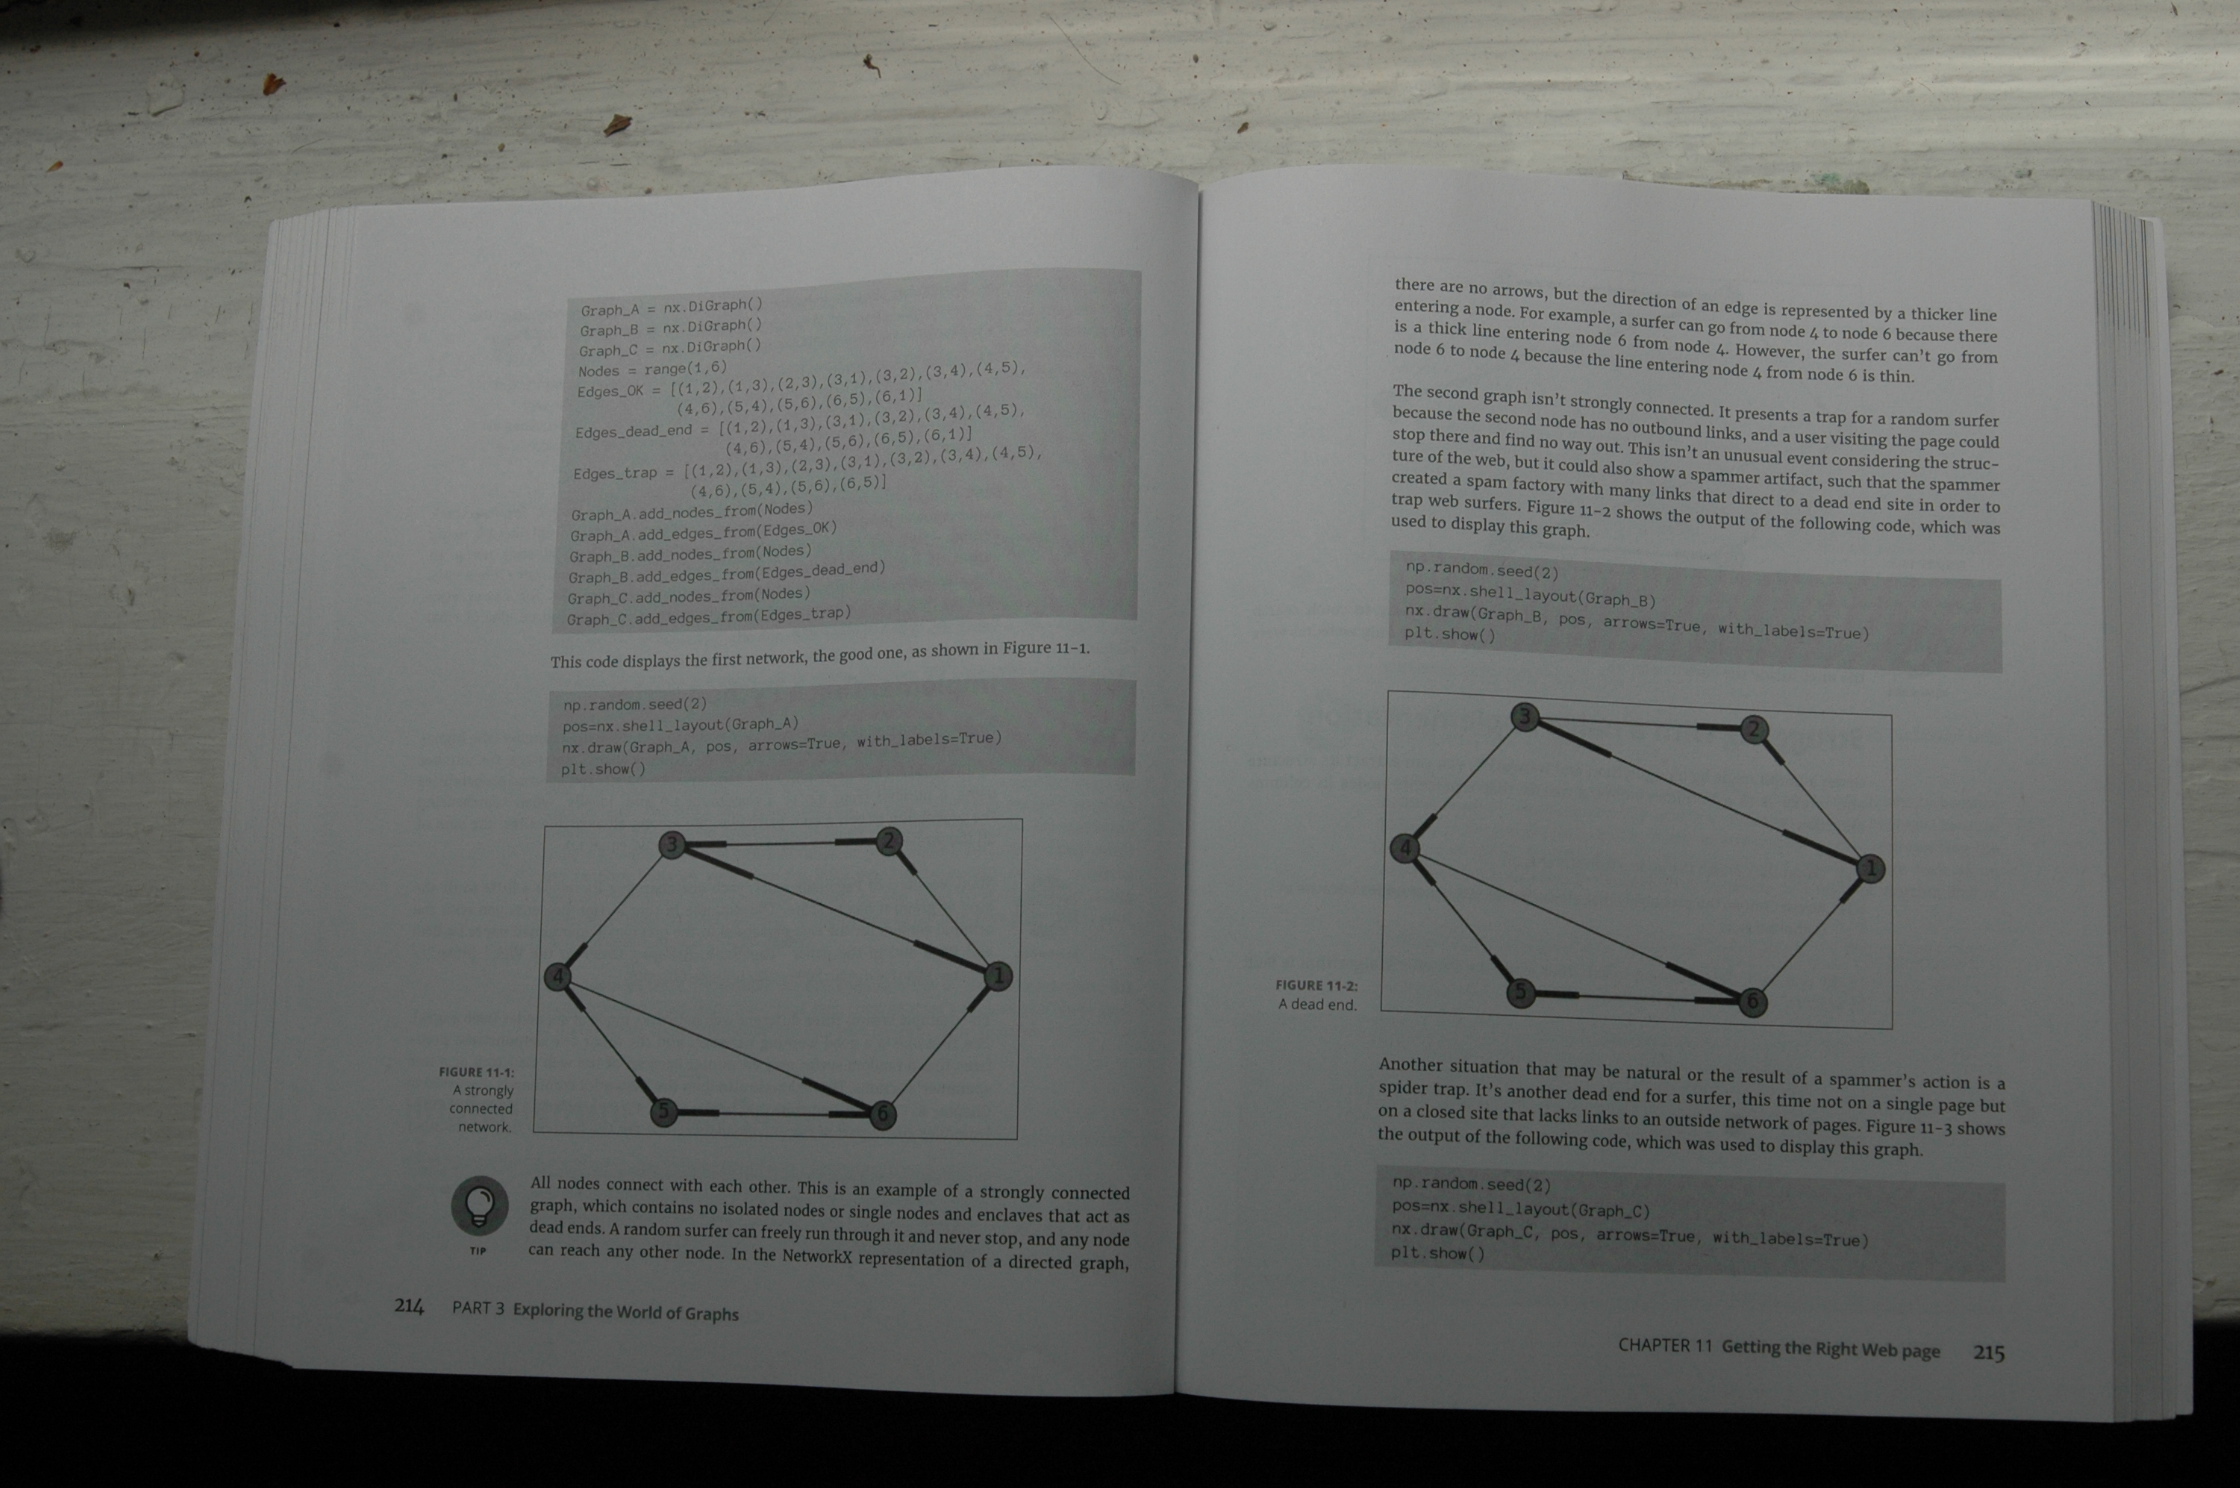 Graph_A = nx.DiGraph()
Graph_B = nx.DiGraph()
Graph_C = nx.DiGraph()
Nodes = range(1,6)
Edges_OK = [(1,2),(1,3),(2,3),(3,1),(3,2),(3,4),(4,5),
(4,6),(5,4),(5,6),(6,5),(6,1)]
Edges_dead_end = [(1,2),(1,3),(3,1),(3,2),(3,4),(4,5),
(4,6),(5,4),(5,6),(6,5),(6,1)]
Edges_trap = [(1,2),(1,3),(2,3),(3,1),(3,2),(3,4),(4,5),
(4,6),(5,4),(5,6),(6,5)]
Graph_A.add_nodes_from(Nodes)
Graph_A.add_edges_from(Edges_OK)
Graph_B.add_nodes_from(Nodes)
Graph_B.add_edges_from(Edges_dead_end)
Graph_C.add_nodes_from(Nodes)
Graph_C.add_edges_from(Edges_trap)
This code displays the first network, the good one, as shown in Figure 11-1.
np.random.seed(2)
pos=nx.shell_layout(Graph_A)
nx.draw(Graph_A, pos, arrows=True, with_labels=True)
plt.show()
3
2
4
1
5
6
FIGURE 11-1:
A strongly
connected
network.
All nodes connect with each other. This is an example of a strongly connected
graph, which contains no isolated nodes or single nodes and enclaves that act as
dead ends. A random surfer can freely run through it and never stop, and any node
can reach any other node. In the NetworkX representation of a directed graph,
TIP
214 PART 3 Exploring the World of Graphs
there are no arrows, but the direction of an edge is represented by a thicker line
entering a node. For example, a surfer can go from node 4 to node 6 because there
is a thick line entering node 6 from node 4. However, the surfer can't go from
node 6 to node 4 because the line entering node 4 from node 6 is thin.
The second graph isn't strongly connected. It presents a trap for a random surfer
because the second node has no outbound links, and a user visiting the page could
stop there and find no way out. This isn't an unusual event considering the struc-
ture of the web, but it could also show a spammer artifact, such that the spammer
created a spam factory with many links that direct to a dead end site in order to
trap web surfers. Figure 11-2 shows the output of the following code, which was
used to display this graph.
np.random.seed(2)
pos=nx.shell_layout(Graph_B)
nx.draw(Graph_B, pos, arrows=True, with_labels=True)
plt.show()
3
2
4
1
5
6
FIGURE 11-2:
A dead end.
Another situation that may be natural or the result of a spammer's action is a
spider trap. It's another dead end for a surfer, this time not on a single page but
on a closed site that lacks links to an outside network of pages. Figure 11-3 shows
the output of the following code, which was used to display this graph.
np.random.seed(2)
pos=nx.shell_layout(Graph_C)
nx.draw(Graph_C, pos, arrows=True, with_labels=True)
plt.show()
CHAPTER 11 Getting the Right Web page 215